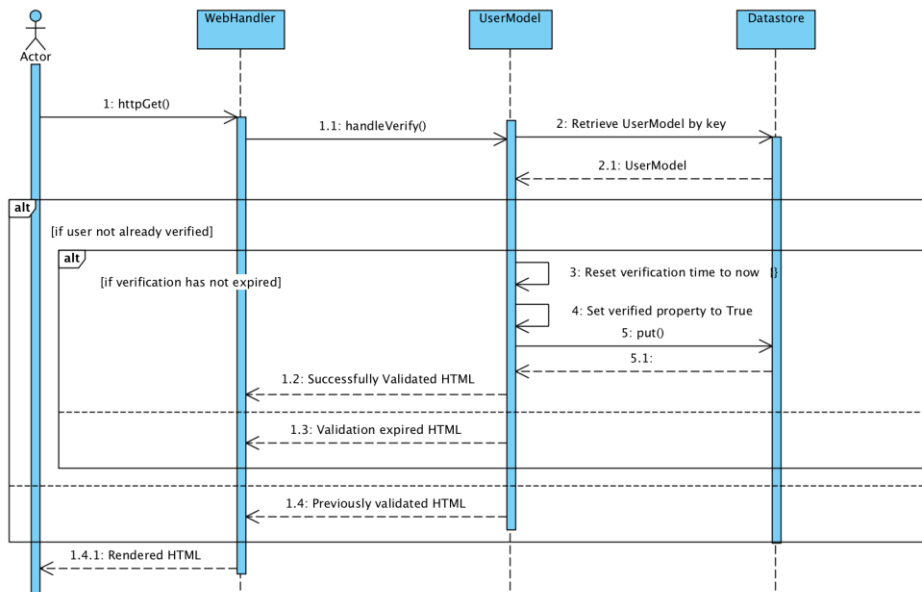 WebHandler
UserModel
Datastore
Actor
1: httpGet()
1.1: handleVerify()
2: Retrieve UserModel by key
2.1: UserModel
alt
[if user not already verified]
alt
[if verification has not expired]
3: Reset verification time to now
4: Set verified property to True
5: put()
5.1:
1.2: Successfully Validated HTML
1.3: Validation expired HTML
1.4: Previously validated HTML
1.4.1: Rendered HTML